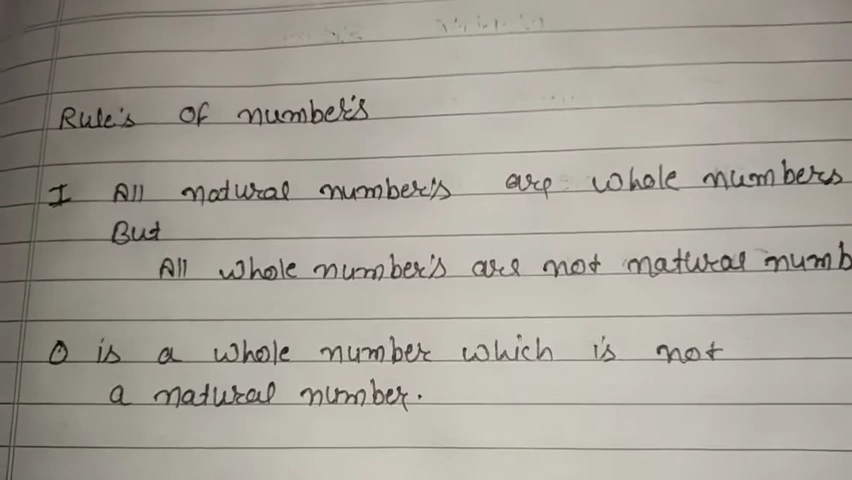 Rule's of number's
I All natural number's are whole numbers
But
All whole number's are not natural numb
0 is a whole number which is not
a natural number.